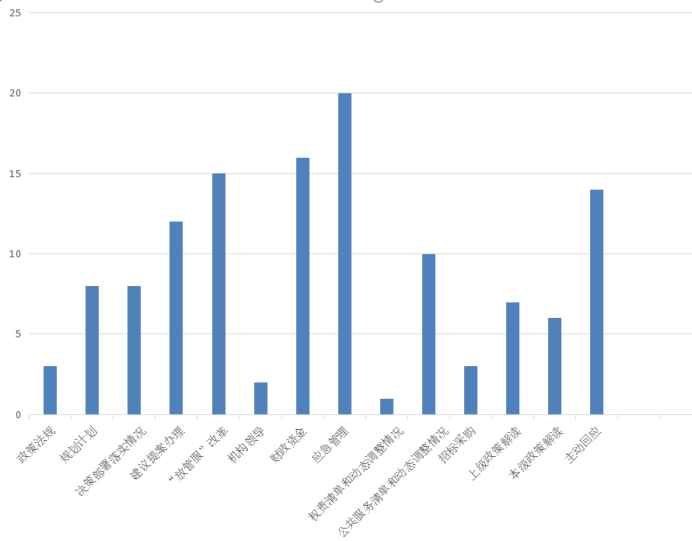 25
20
15
10
5
0
政策法规
规划计划
决策部署落实情况
建议提案办理
“放管服”改革
机构领导
财政资金
应急管理
权责清单和动态调整情况
公共服务清单和动态调整情况
招标采购
上级政策解读
本级政策解读
主动回应